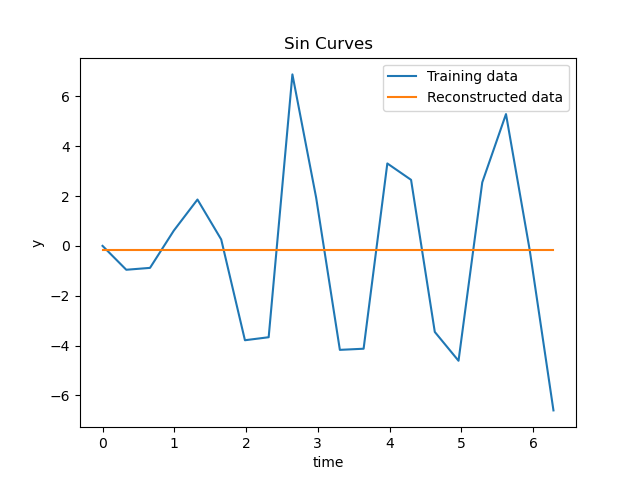 Sin Curves
Training data
Reconstructed data
6
4
2
0
−2
−4
−6
y
0 1 2 3 4 5 6
time